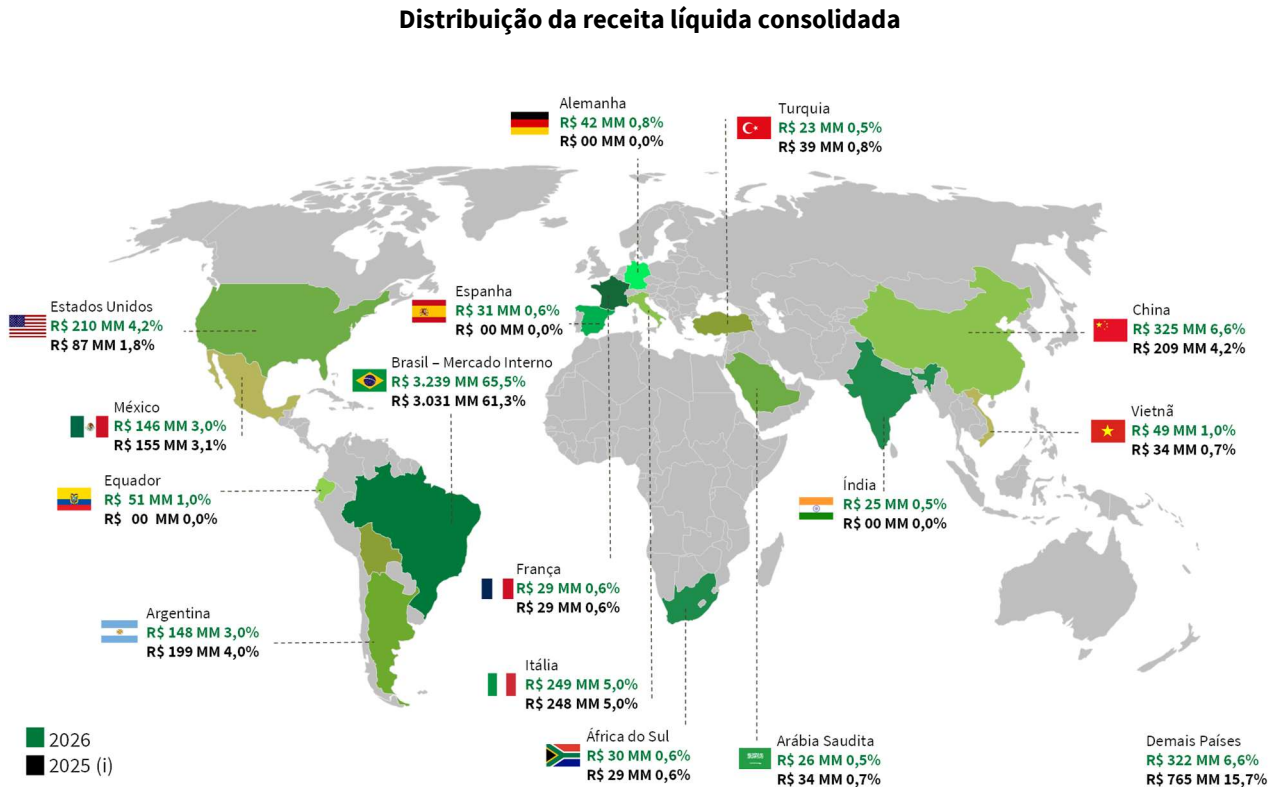 Distribuição da receita líquida consolidada
Alemanha
R$ 42 MM 0,8%
R$ 00 MM 0,0%
Turquia
R$ 23 MM 0,5%
R$ 39 MM 0,8%
Estados Unidos
R$ 210 MM 4,2%
R$ 87 MM 1,8%
Espanha
R$ 31 MM 0,6%
R$ 00 MM 0,0%
China
R$ 325 MM 6,6%
R$ 209 MM 4,2%
Brasil – Mercado Interno
R$ 3.239 MM 65,5%
R$ 3.031 MM 61,3%
México
R$ 146 MM 3,0%
R$ 155 MM 3,1%
Vietnã
R$ 49 MM 1,0%
R$ 34 MM 0,7%
Equador
R$ 51 MM 1,0%
R$ 00 MM 0,0%
Índia
R$ 25 MM 0,5%
R$ 00 MM 0,0%
França
R$ 29 MM 0,6%
R$ 29 MM 0,6%
Argentina
R$ 148 MM 3,0%
R$ 199 MM 4,0%
Itália
R$ 249 MM 5,0%
R$ 248 MM 5,0%
África do Sul
R$ 30 MM 0,6%
R$ 29 MM 0,6%
Arábia Saudita
R$ 26 MM 0,5%
R$ 34 MM 0,7%
Demais Países
R$ 322 MM 6,6%
R$ 765 MM 15,7%
2026
2025 (i)